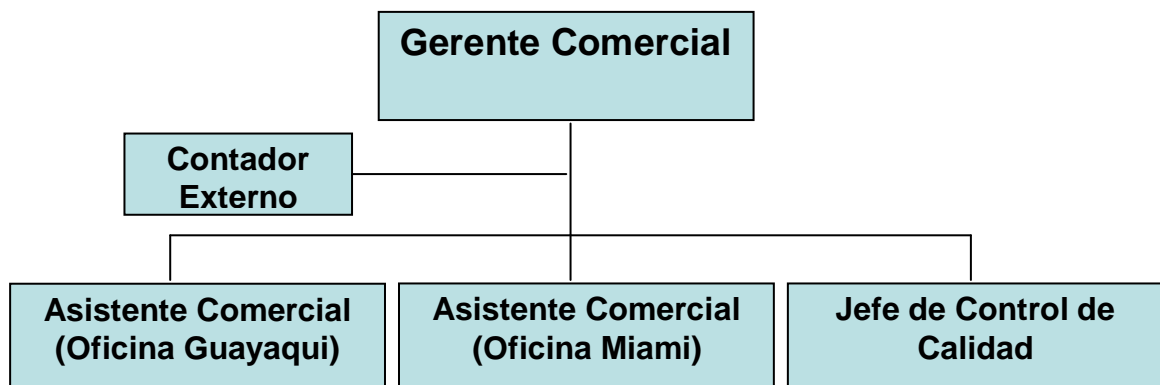 Gerente Comercial
Contador
Externo
Asistente Comercial
(Oficina Guayaqui)
Asistente Comercial
(Oficina Miami)
Jefe de Control de
Calidad